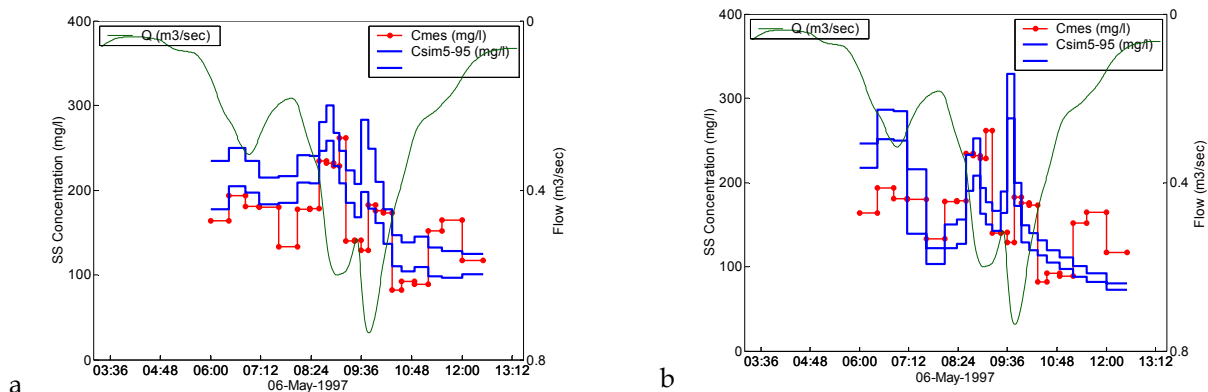 400
Q (m3/sec)
Cmes (mg/l)
Csim5-95 (mg/l)
0
300
200
100
0
SS Concentration (mg/l)
0.4
0.8
Flow (m3/sec)
03:36 04:48 06:00 07:12 08:24 09:36 10:48 12:00 13:12
06-May-1997
a
400
Q (m3/sec)
Cmes (mg/l)
Csim5-95 (mg/l)
0
300
200
100
0
SS Concentration (mg/l)
0.4
0.8
Flow (m3/sec)
03:36 04:48 06:00 07:12 08:24 09:36 10:48 12:00 13:12
06-May-1997
b